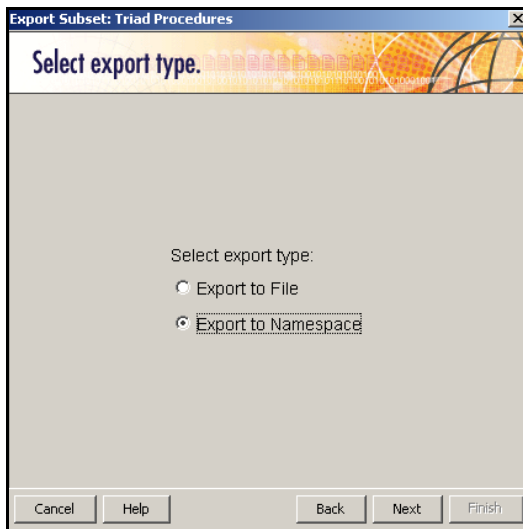 Export Subset: Triad Procedures
Select export type.
Select export type:
Export to File
Export to Namespace
Cancel Help Back Next Finish